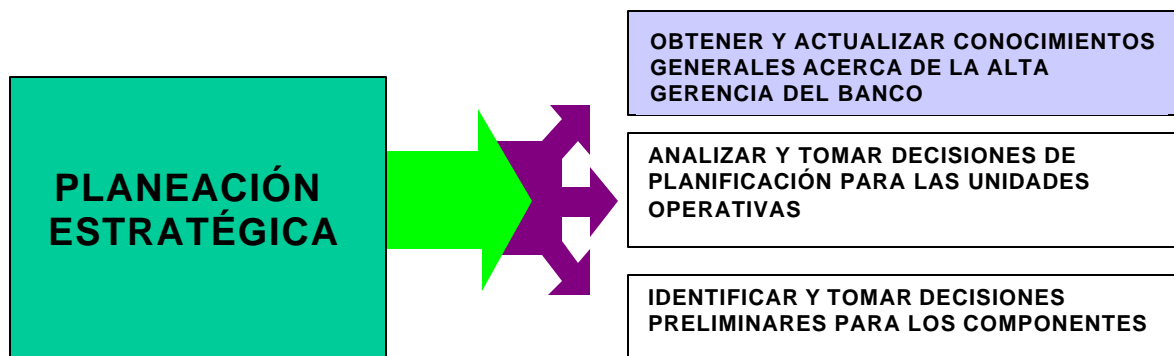 PLANEACIÓN
ESTRATÉGICA
OBTENER Y ACTUALIZAR CONOCIMIENTOS
GENERALES ACERCA DE LA ALTA
GERENCIA DEL BANCO
ANALIZAR Y TOMAR DECISIONES DE
PLANIFICACIÓN PARA LAS UNIDADES
OPERATIVAS
IDENTIFICAR Y TOMAR DECISIONES
PRELIMINARES PARA LOS COMPONENTES